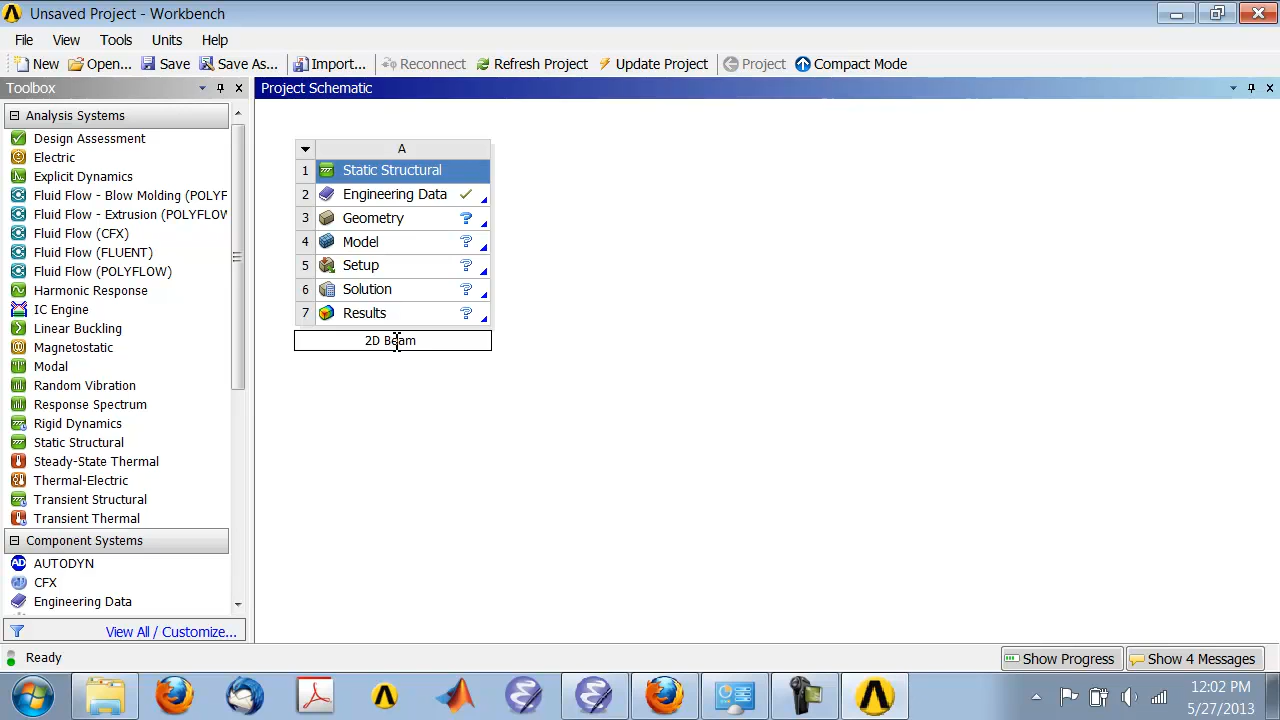 Unsaved Project - Workbench
File View Tools Units Help
New Open... Save Save As... Import... Reconnect Refresh Project Update Project Project Compact Mode
Toolbox
Project Schematic
Analysis Systems
Design Assessment
Electric
Explicit Dynamics
Fluid Flow - Blow Molding (POLYF
Fluid Flow - Extrusion (POLYFLOW
Fluid Flow (CFX)
Fluid Flow (FLUENT)
Fluid Flow (POLYFLOW)
Harmonic Response
IC Engine
Linear Buckling
Magnetostatic
Modal
Random Vibration
Response Spectrum
Rigid Dynamics
Static Structural
Steady-State Thermal
Thermal-Electric
Transient Structural
Transient Thermal
Component Systems
AUTODYN
CFX
Engineering Data
View All / Customize...
A
1 Static Structural
2 Engineering Data
3 Geometry ?
4 Model ?
5 Setup ?
6 Solution ?
7 Results ?
2D Beam
Ready
Show Progress
Show 4 Messages
12:02 PM
5/27/2013